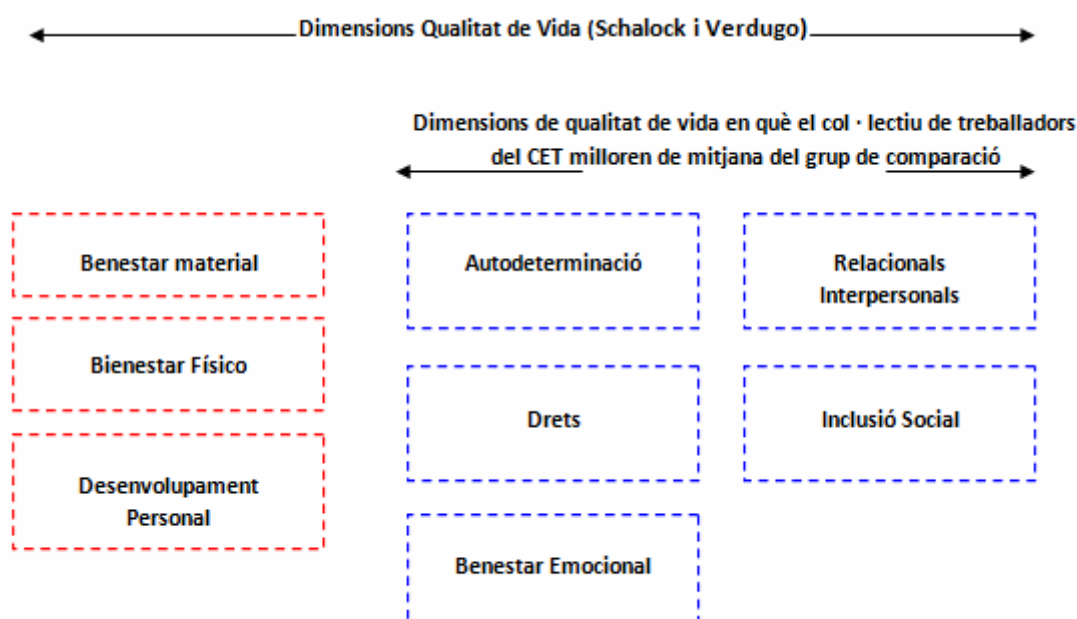 Dimensions Qualitat de Vida (Schalock i Verdugo)
Dimensions de qualitat de vida en què el col · lectiu de treballadors
del CET milloren de mitjana del grup de comparació
Benestar material
Bienestar Físico
Desenvolupament
Personal
Autodeterminació
Relacionals
Interpersonals
Drets
Inclusió Social
Benestar Emocional